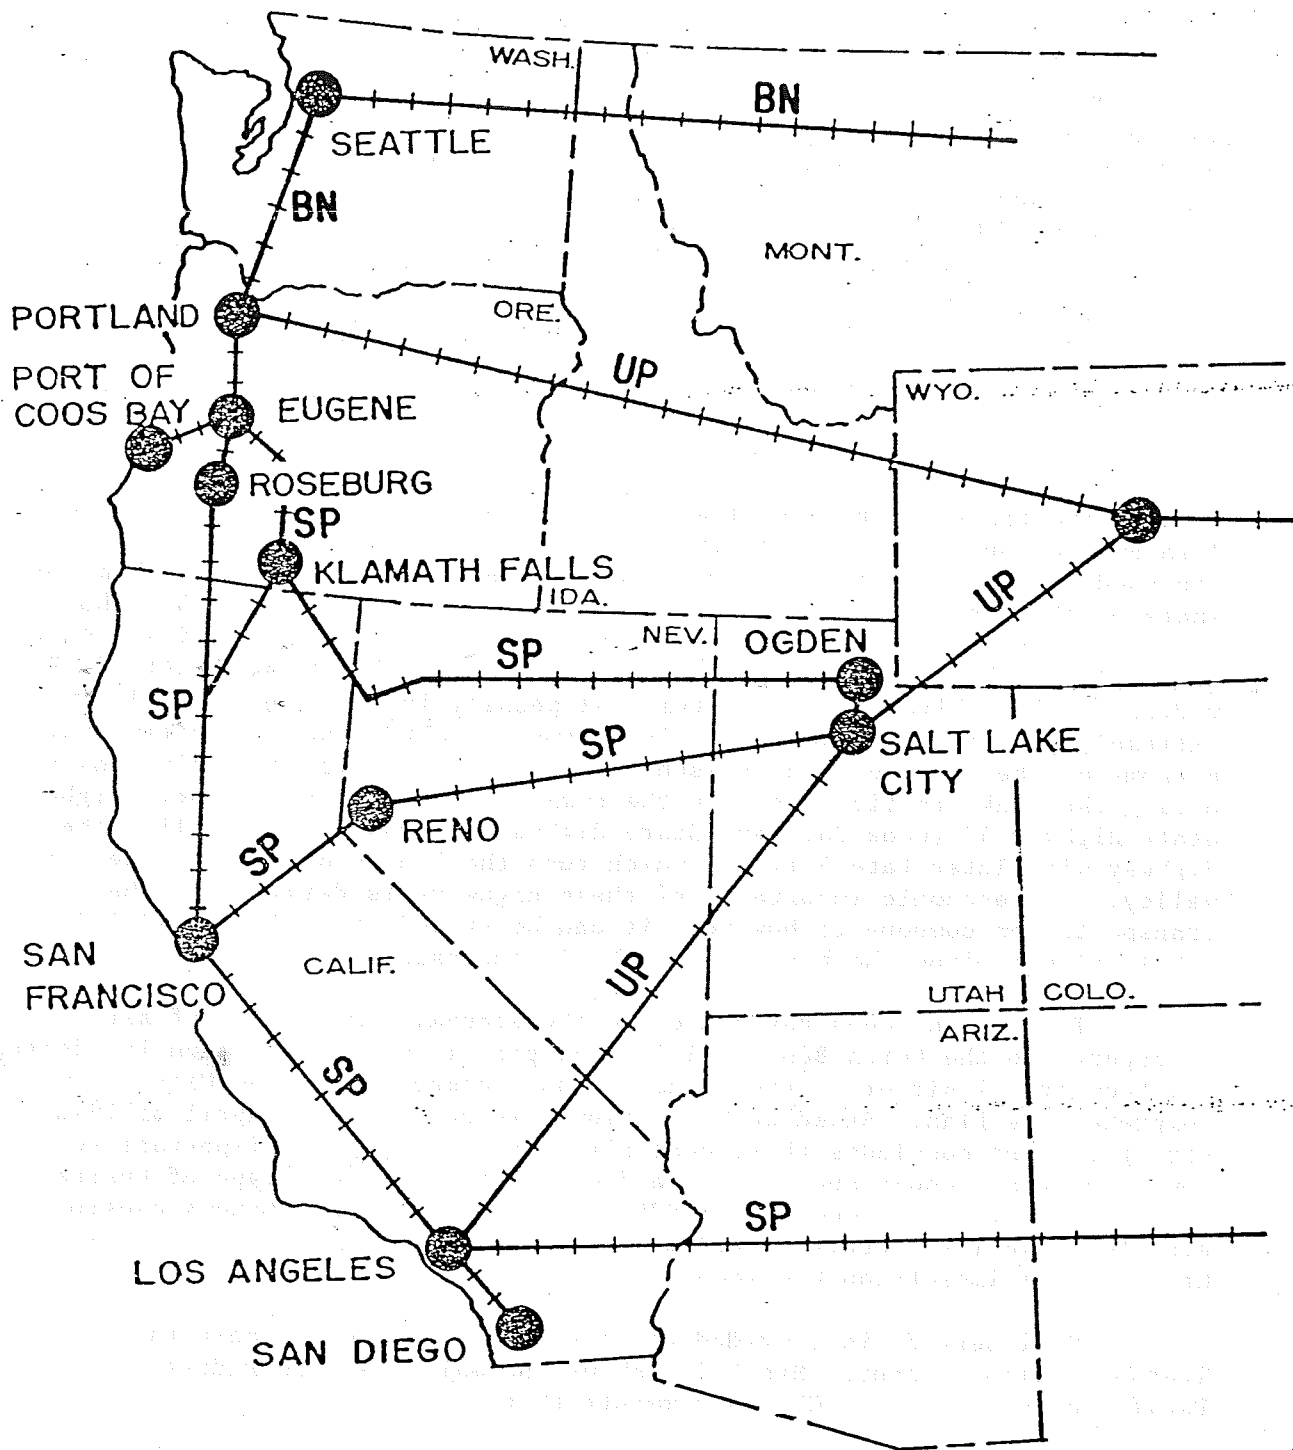 WASH.
BN
SEATTLE
BN
MONT.
PORTLAND
ORE.
UP
PORT OF
COOS BAY
EUGENE
WYO.
ROSEBURG
SP
KLAMATH FALLS
IDA.
UP
NEV.
OGDEN
SP
SP
SP
SALT LAKE
CITY
RENO
SP
SAN
FRANCISCO
CALIF.
UP
UTAH
COLO.
ARIZ.
SP
SP
LOS ANGELES
SAN DIEGO